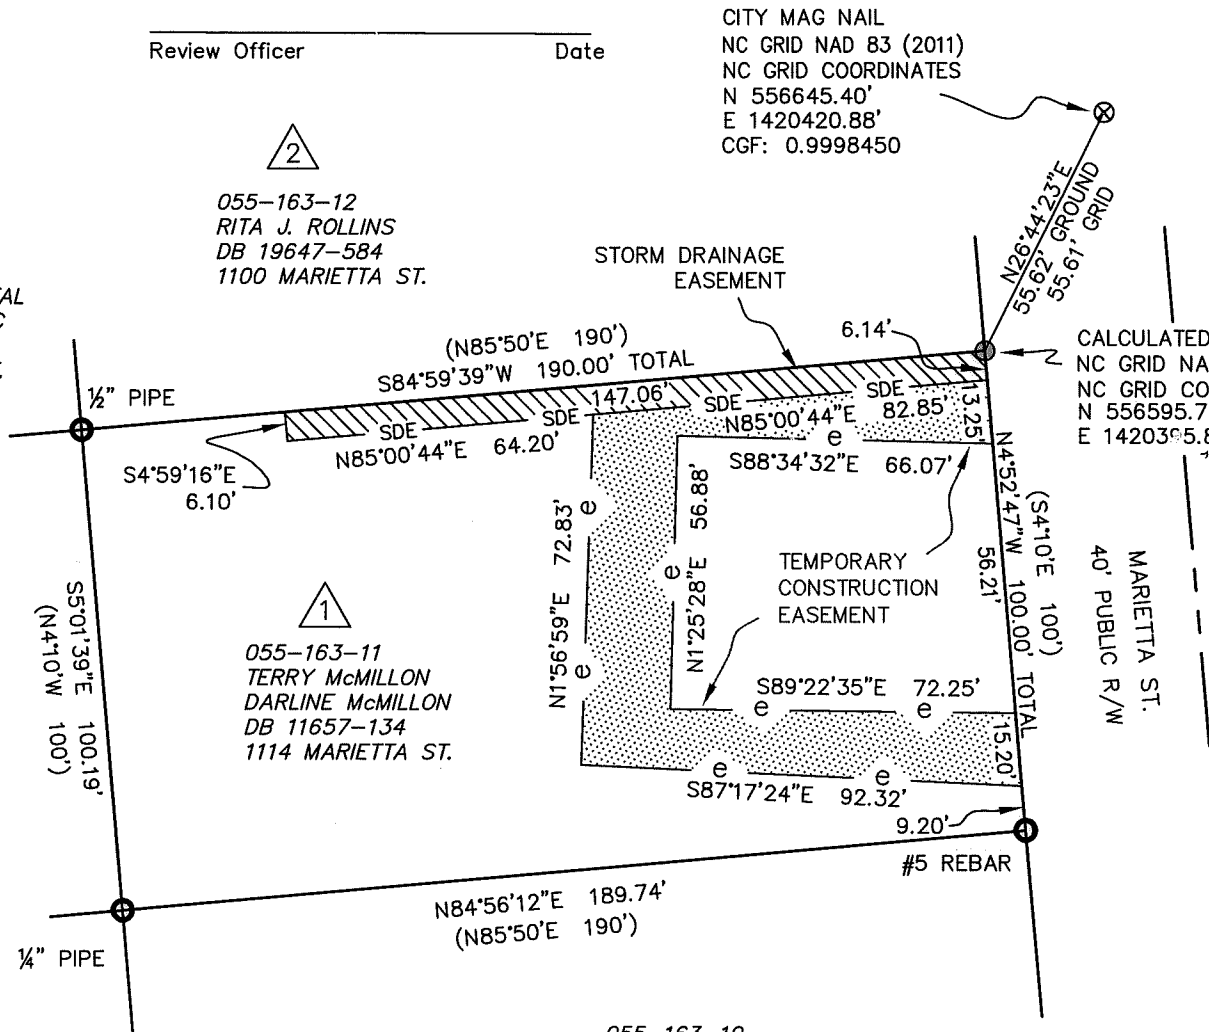 Review Officer Date
CITY MAG NAIL
NC GRID NAD 83 (2011)
NC GRID COORDINATES
N 556645.40'
E 1420420.88'
CGF: 0.9998450
2
055-163-12
RITA J. ROLLINS
DB 19647-584
1100 MARIETTA ST.
N26°44'23"E
55.62' GROUND
55.61' GRID
STORM DRAINAGE
EASEMENT
CALCULATED
NC GRID NA
NC GRID CO
N 556595.7
E 1420395.8
6.14'
(N85°50'E 190')
S84°59'39"W 190.00' TOTAL
½" PIPE
147.06'
SDE SDE SDE SDE
N85°00'44"E 64.20'
N85°00'44"E 82.85'
13.25'
S4°59'16"E
6.10'
e
S88°34'32"E 66.07'
N4°52'47"W 100.00' TOTAL
(S4°10'E 100')
N1°56'59"E 72.83'
e
e
N1°25'28"E 56.88'
e
56.21'
TEMPORARY
CONSTRUCTION
EASEMENT
MARIETTA ST.
40' PUBLIC R/W
S5°01'39"E 100.19'
(N4°10'W 100')
1
055-163-11
TERRY McMILLON
DARLINE McMILLON
DB 11657-134
1114 MARIETTA ST.
S89°22'35"E 72.25'
e e
15.20'
e e
S87°17'24"E 92.32'
9.20'
#5 REBAR
N84°56'12"E 189.74'
(N85°50'E 190')
¼" PIPE